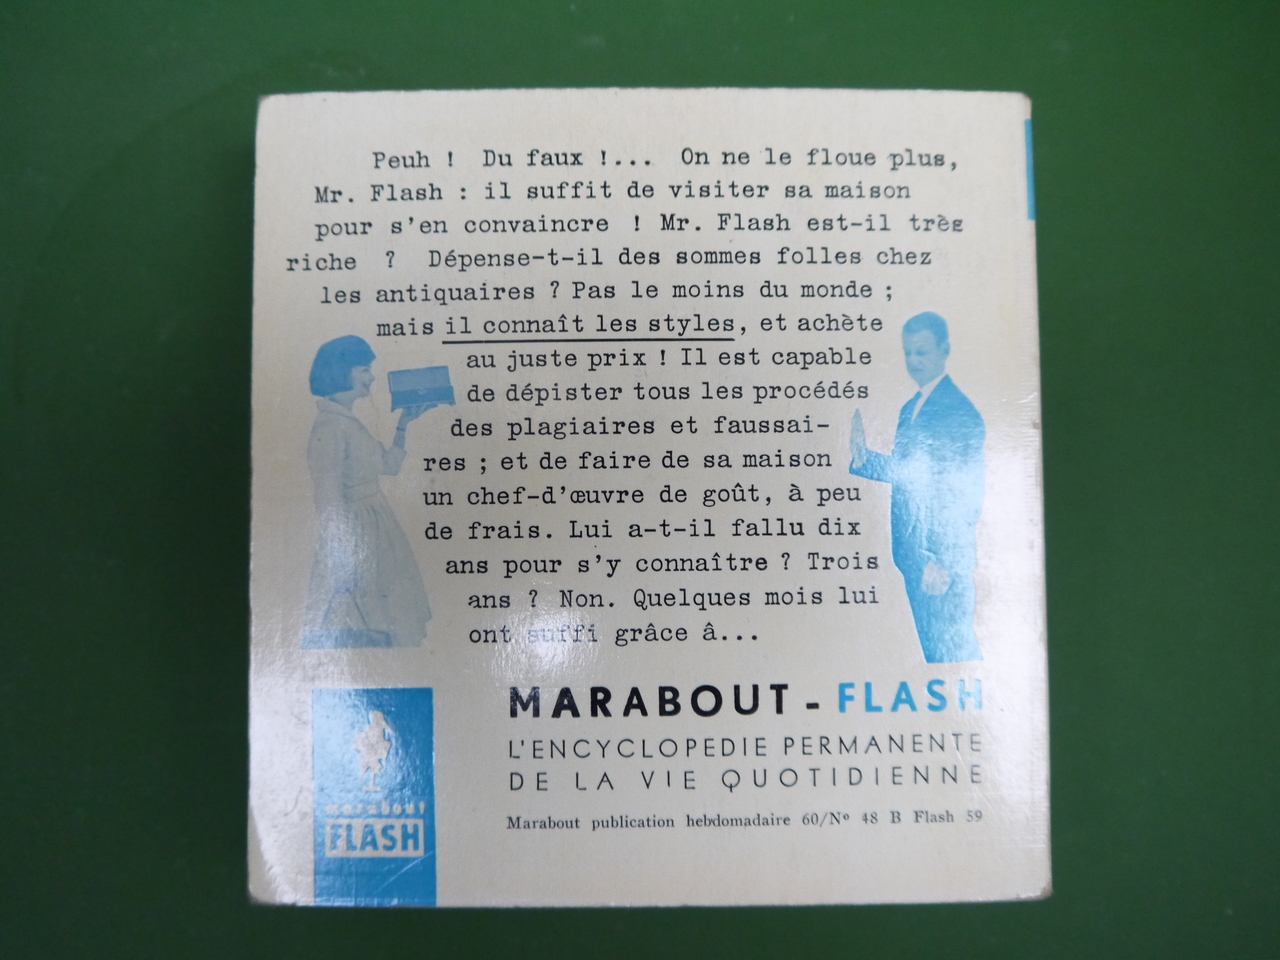 Peuh ! Du faux !... On ne le floue plus,
Mr. Flash : il suffit de visiter sa maison
pour s'en convaincre ! Mr. Flash est-il très
riche ? Dépense-t-il des sommes folles chez
les antiquaires ? Pas le moins du monde ;
mais il connaît les styles, et achète
au juste prix ! Il est capable
de dépister tous les procédés
des plagiaires et faussai-
res ; et de faire de sa maison
un chef-d'œuvre de goût, à peu
de frais. Lui a-t-il fallu dix
ans pour s'y connaître ? Trois
ans ? Non. Quelques mois lui
ont suffi grâce â...
MARABOUT - FLASH
L'ENCYCLOPEDIE PERMANENTE
DE LA VIE QUOTIDIENNE
Marabout publication hebdomadaire 60/Nº 48 B Flash 59
marabout
FLASH